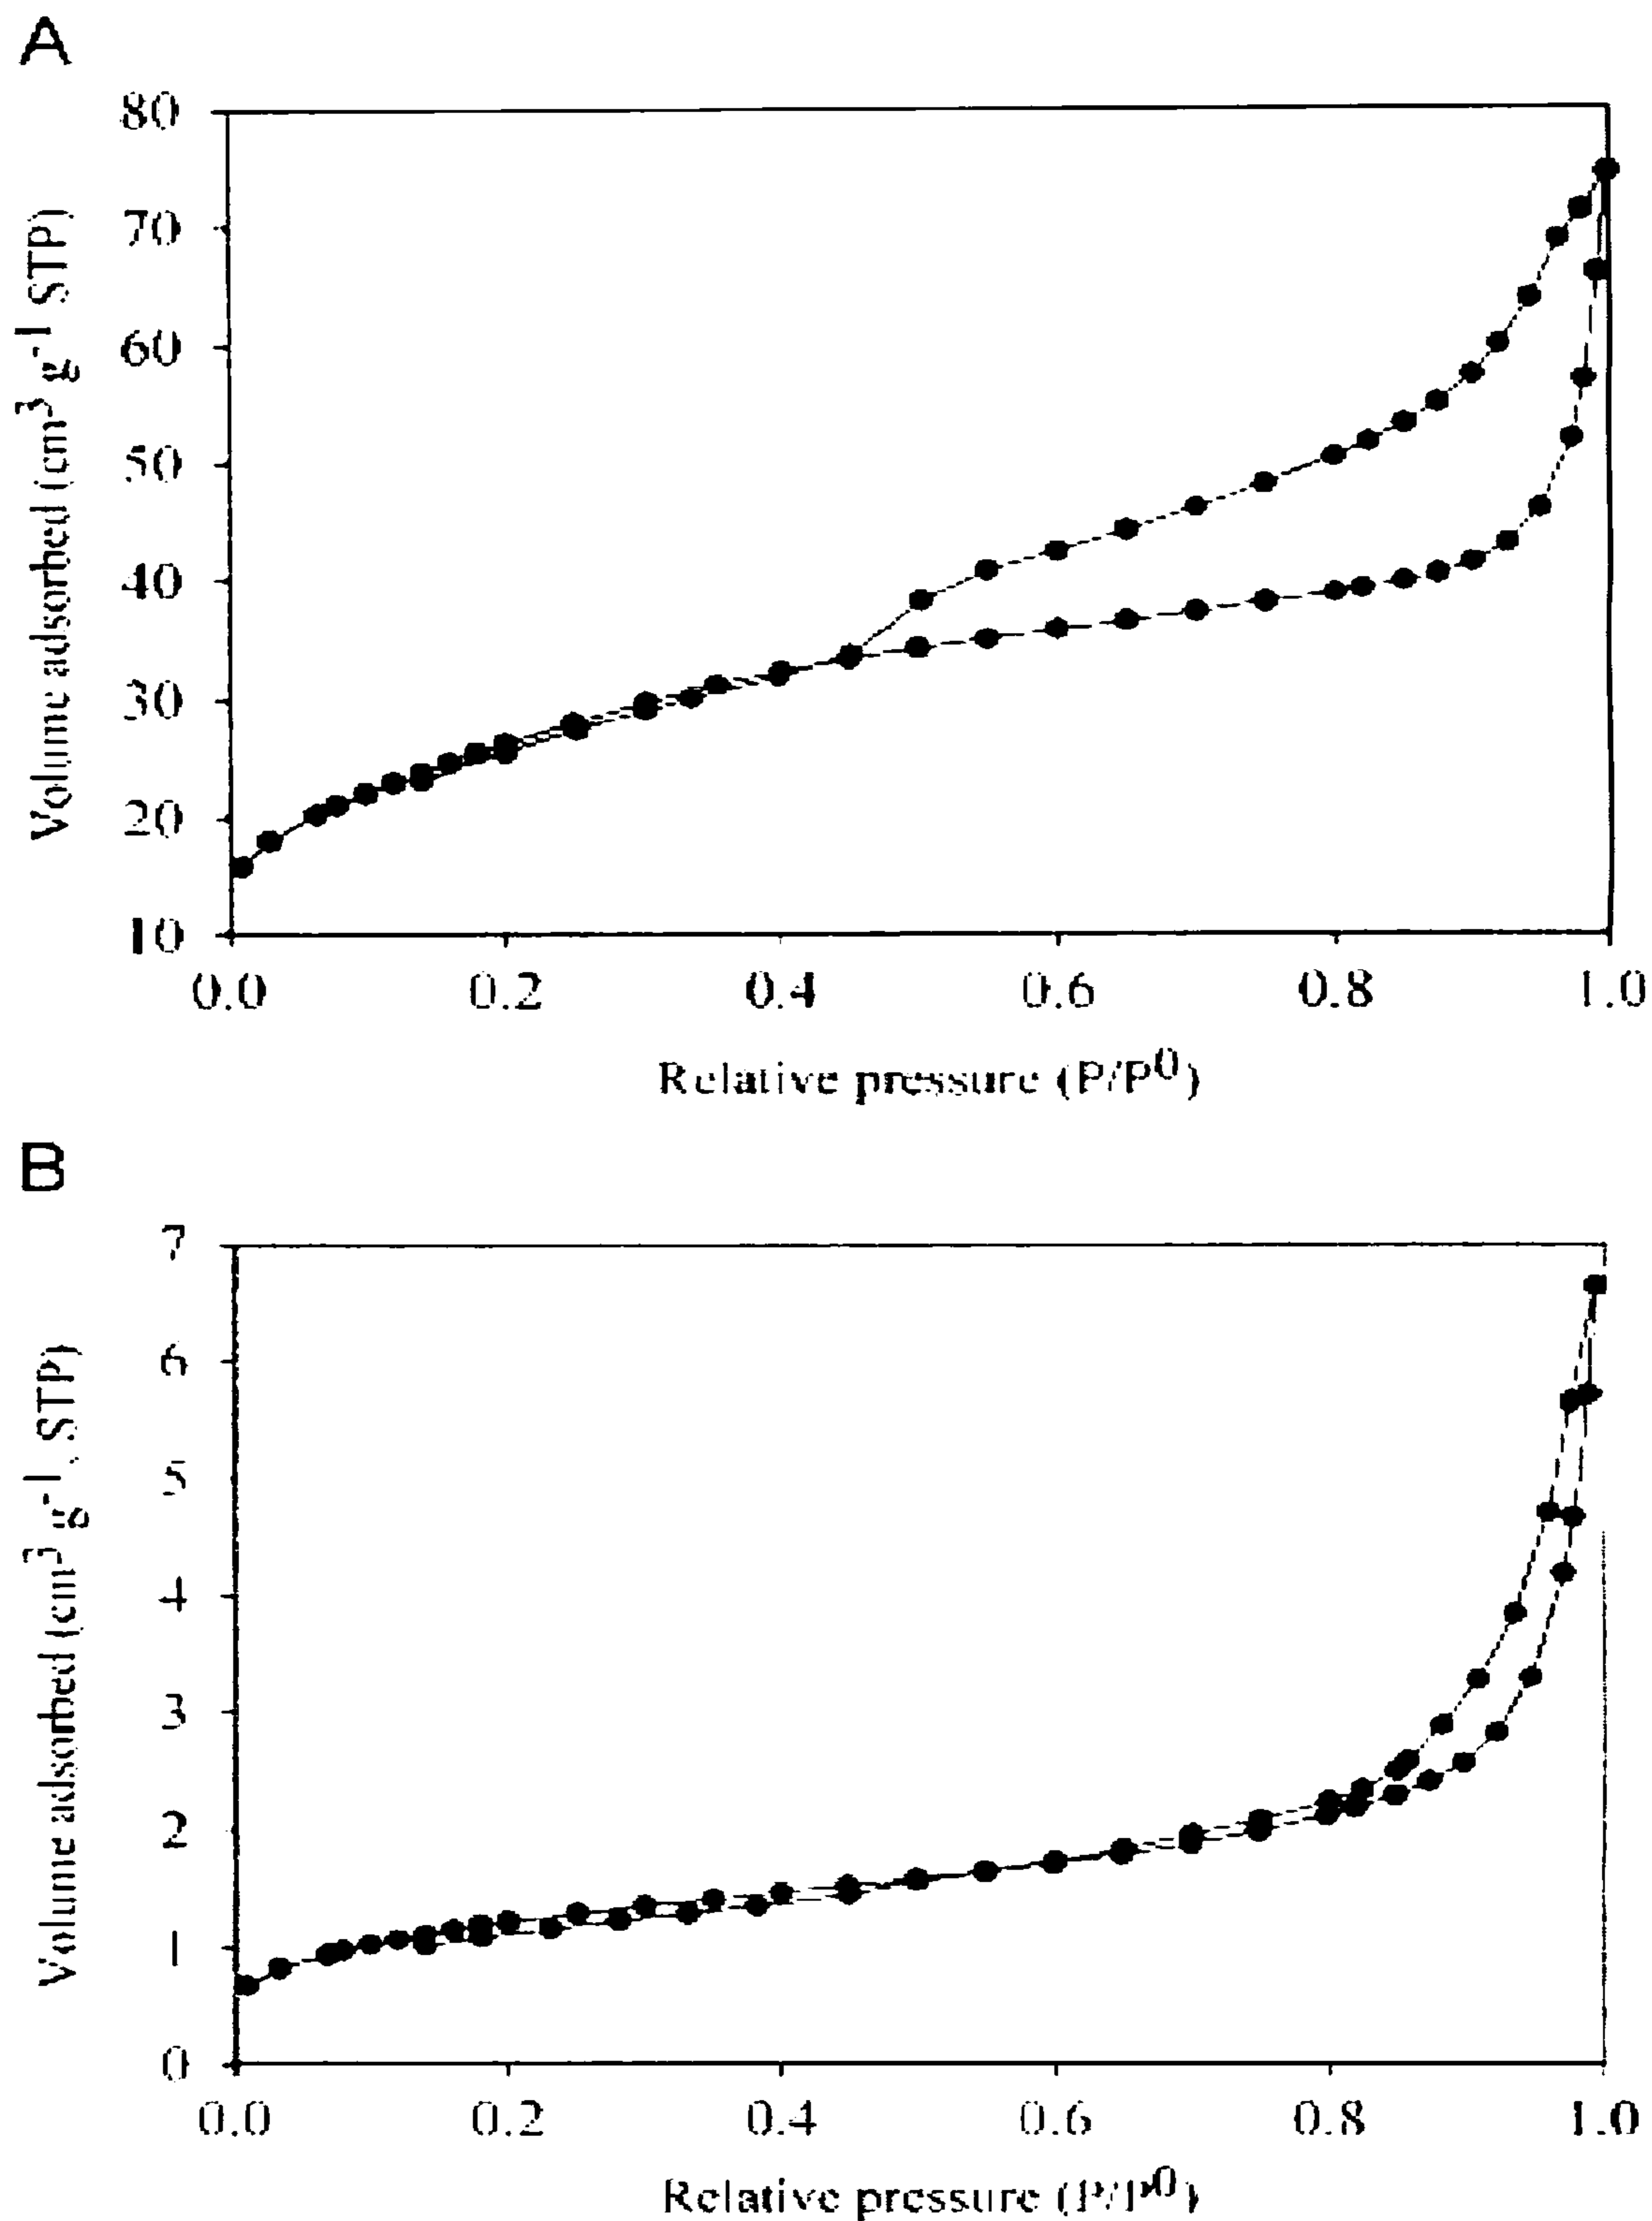 A
80
70
60
50
40
30
20
10
Volume adsorbed (cm³ g⁻¹ STP)
0.0 0.2 0.4 0.6 0.8 1.0
Relative pressure (P/P⁰)
B
7
6
5
4
3
2
1
0
Volume adsorbed (cm³ g⁻¹, STP)
0.0 0.2 0.4 0.6 0.8 1.0
Relative pressure (P/P⁰)